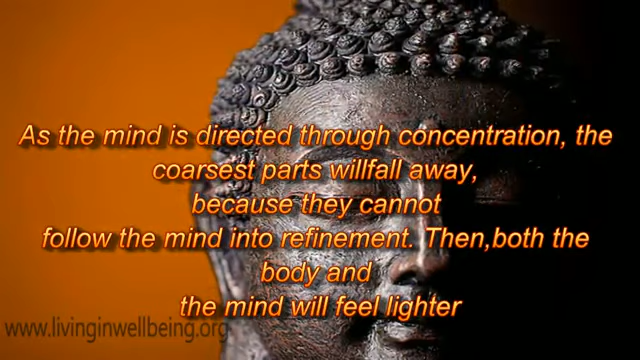 As the mind is directed through concentration, the
coarsest parts willfall away,
because they cannot
follow the mind into refinement. Then,both the
body and
the mind will feel lighter
www.livinginwellbeing.org